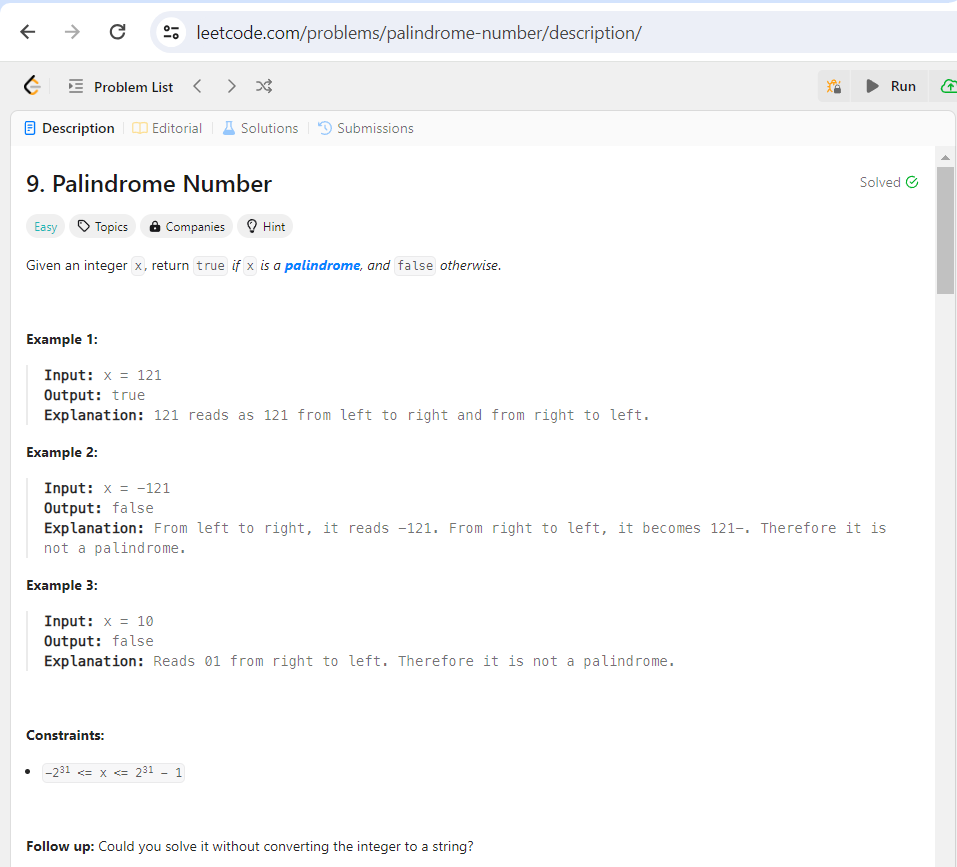 leetcode.com/problems/palindrome-number/description/
Problem List
Run
Description Editorial Solutions Submissions
9. Palindrome Number
Solved
Easy Topics Companies Hint
Given an integer x, return true if x is a palindrome, and false otherwise.
Example 1:
Input: x = 121
Output: true
Explanation: 121 reads as 121 from left to right and from right to left.
Example 2:
Input: x = -121
Output: false
Explanation: From left to right, it reads -121. From right to left, it becomes 121-. Therefore it is
not a palindrome.
Example 3:
Input: x = 10
Output: false
Explanation: Reads 01 from right to left. Therefore it is not a palindrome.
Constraints:
• -2³¹ <= x <= 2³¹ - 1
Follow up: Could you solve it without converting the integer to a string?